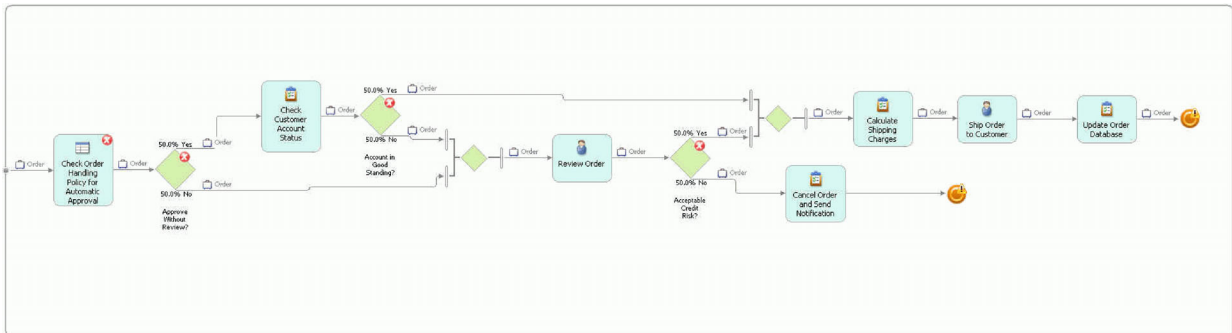 Order
Check Order
Handling
Policy for
Automatic
Approval
Order
50.0% Yes
Order
50.0% No
Order
Approve
Without
Review?
Check
Customer
Account
Status
Order
50.0% Yes
Order
50.0% No
Order
Account in
Good
Standing?
Order
Review Order
Order
50.0% Yes
Order
50.0% No
Order
Acceptable
Credit
Risk?
Cancel Order
and Send
Notification
Order
Order
Calculate
Shipping
Charges
Order
Ship Order
to Customer
Order
Update Order
Database
Order